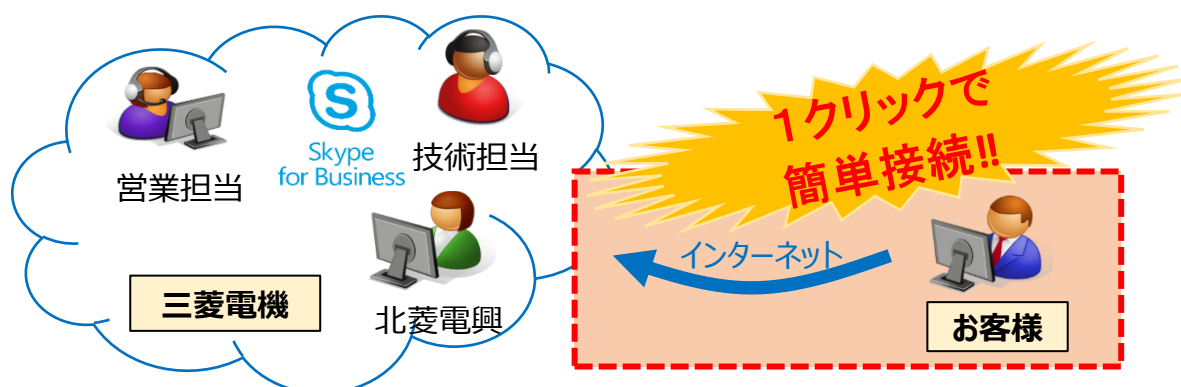 営業担当
S
Skype
for Business
技術担当
三菱電機
北菱電興
1クリックで
簡単接続!!
インターネット
お客様